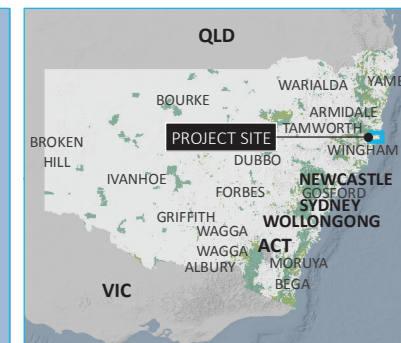 QLD
WARIALDA
YAMB
BOURKE
ARMIDALE
PROJECT SITE
TAMWORTH
BROKEN
HILL
WINGHAM
DUBBO
IVANHOE
NEWCASTLE
FORBES
GOSFORD
SYDNEY
GRIFFITH
WOLLONGONG
WAGGA
WAGGA
ACT
ALBURY
MORUYA
VIC
BEGA